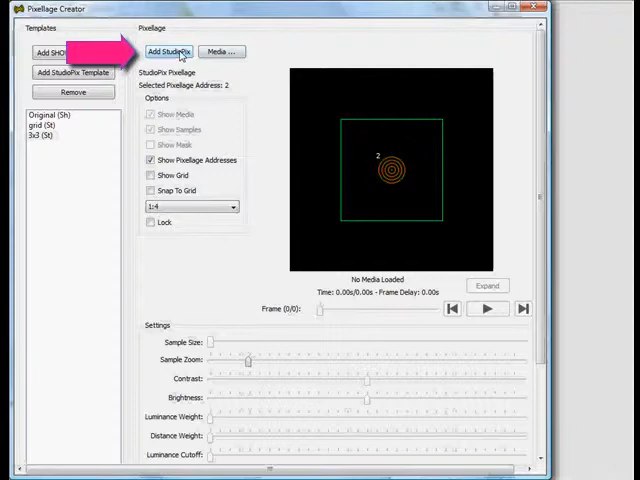 Pixellage Creator
Templates
Pixellage
Add StudioPix
Media ...
Add StudioPix Template
StudioPix Pixellage
Remove
Selected Pixellage Address: 2
Options
Original (Sh)
Show Media
grid (St)
Show Samples
3x3 (St)
Show Mask
Show Pixellage Addresses
2
Show Grid
Snap To Grid
1:4
Lock
No Media Loaded
Expand
Time: 0.00s/0.00s - Frame Delay: 0.00s
Frame (0/0):
Settings
Sample Size:
Sample Zoom:
Contrast:
Brightness:
Luminance Weight:
Distance Weight:
Luminance Cutoff: